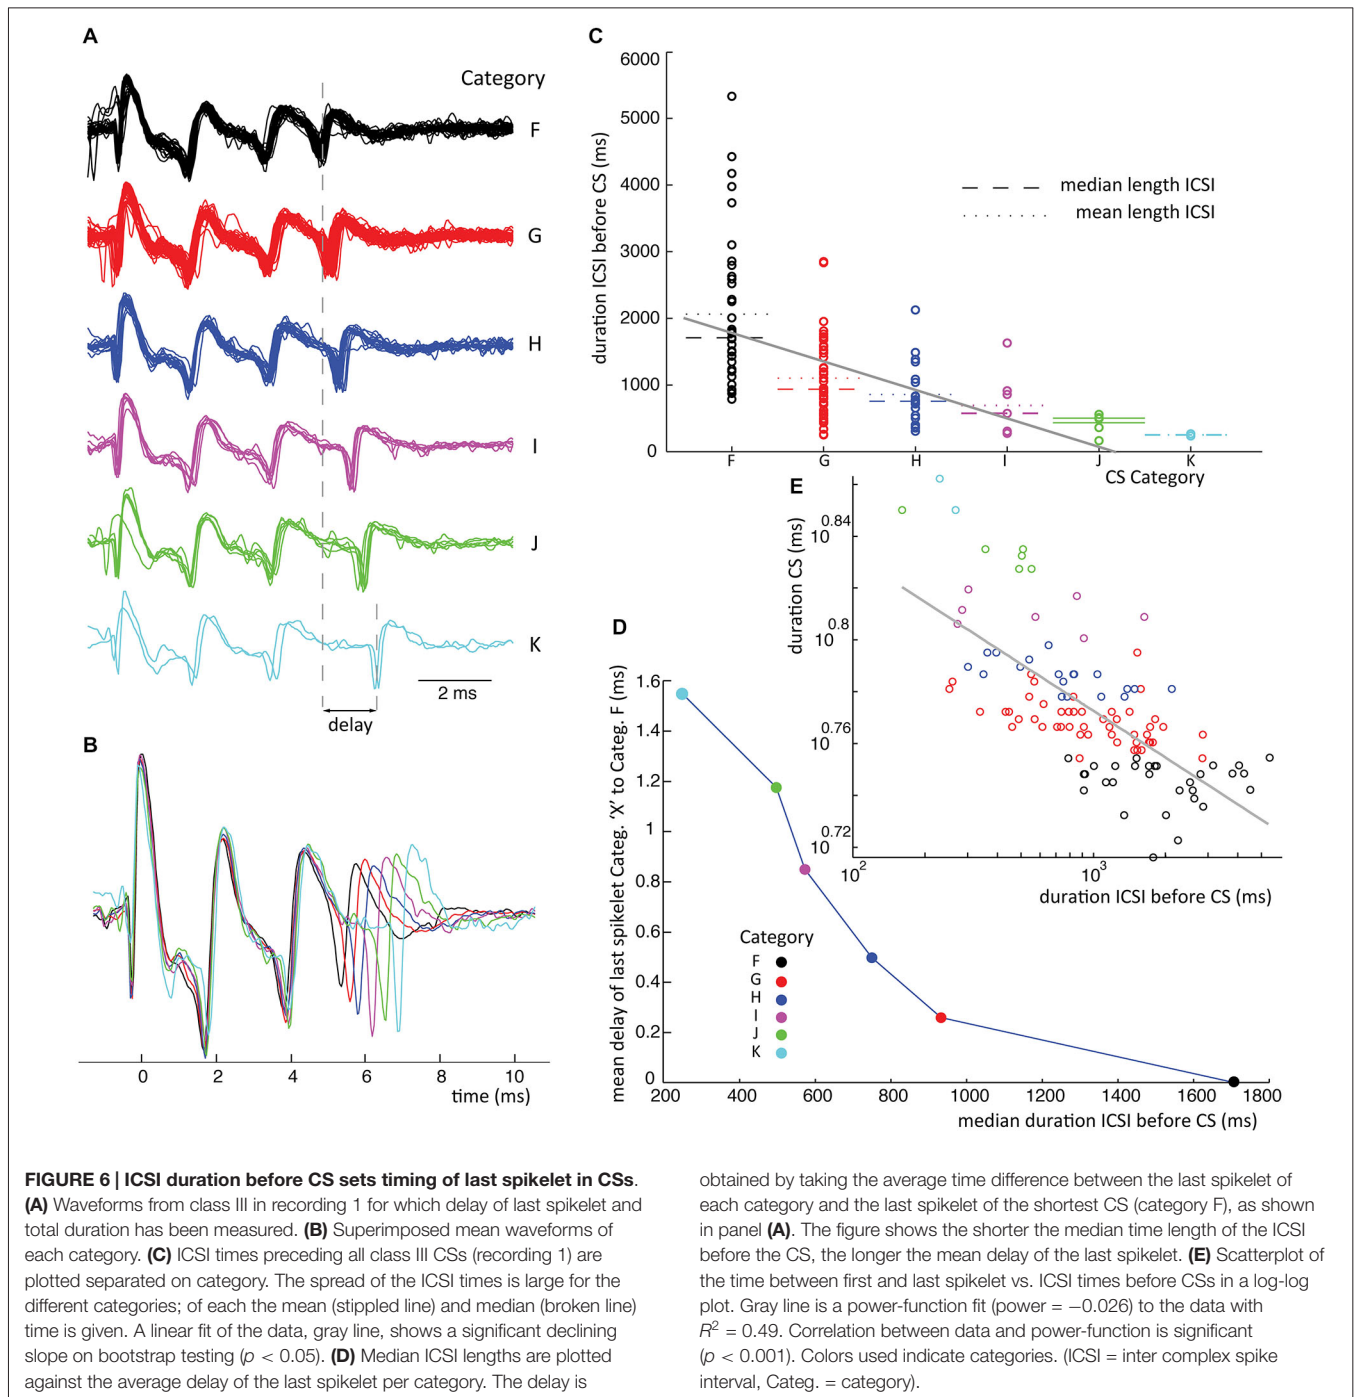 A
Category
F
G
H
I
J
K
2 ms
delay
B
0 2 4 6 8 10
time (ms)
C
6000
5000
4000
3000
2000
1000
0
duration ICSI before CS (ms)
median length ICSI
mean length ICSI
F G H I J K
CS Category
E
duration CS (ms)
10 0.84
10 0.8
10 0.76
10 0.72
10² 10³
duration ICSI before CS (ms)
D
mean delay of last spikelet Categ. ‘X’ to Categ. F (ms)
1.6
1.4
1.2
1
0.8
0.6
0.4
0.2
0
200 400 600 800 1000 1200 1400 1600 1800
median duration ICSI before CS (ms)
Category
F
G
H
I
J
K
FIGURE 6 | ICSI duration before CS sets timing of last spikelet in CSs.
(A) Waveforms from class III in recording 1 for which delay of last spikelet and
total duration has been measured. (B) Superimposed mean waveforms of
each category. (C) ICSI times preceding all class III CSs (recording 1) are
plotted separated on category. The spread of the ICSI times is large for the
different categories; of each the mean (stippled line) and median (broken line)
time is given. A linear fit of the data, gray line, shows a significant declining
slope on bootstrap testing (p < 0.05). (D) Median ICSI lengths are plotted
against the average delay of the last spikelet per category. The delay is
obtained by taking the average time difference between the last spikelet of
each category and the last spikelet of the shortest CS (category F), as shown
in panel (A). The figure shows the shorter the median time length of the ICSI
before the CS, the longer the mean delay of the last spikelet. (E) Scatterplot of
the time between first and last spikelet vs. ICSI times before CSs in a log-log
plot. Gray line is a power-function fit (power = −0.026) to the data with
R² = 0.49. Correlation between data and power-function is significant
(p < 0.001). Colors used indicate categories. (ICSI = inter complex spike
interval, Categ. = category).